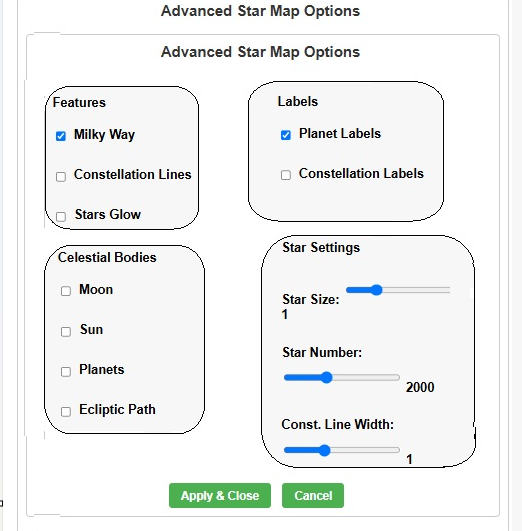 Advanced Star Map Options
Advanced Star Map Options
Features
Milky Way
Constellation Lines
Stars Glow
Labels
Planet Labels
Constellation Labels
Celestial Bodies
Moon
Sun
Planets
Ecliptic Path
Star Settings
Star Size:
1
Star Number:
2000
Const. Line Width:
1
Apply & Close
Cancel